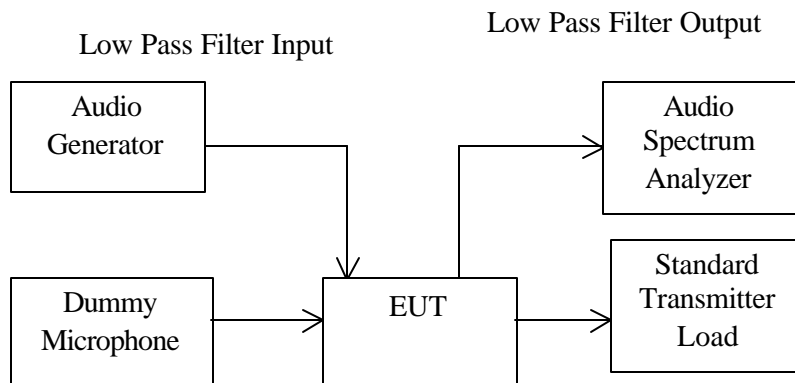 Low Pass Filter Input
Low Pass Filter Output
Audio
Generator
Audio
Spectrum
Analyzer
Dummy
Microphone
EUT
Standard
Transmitter
Load